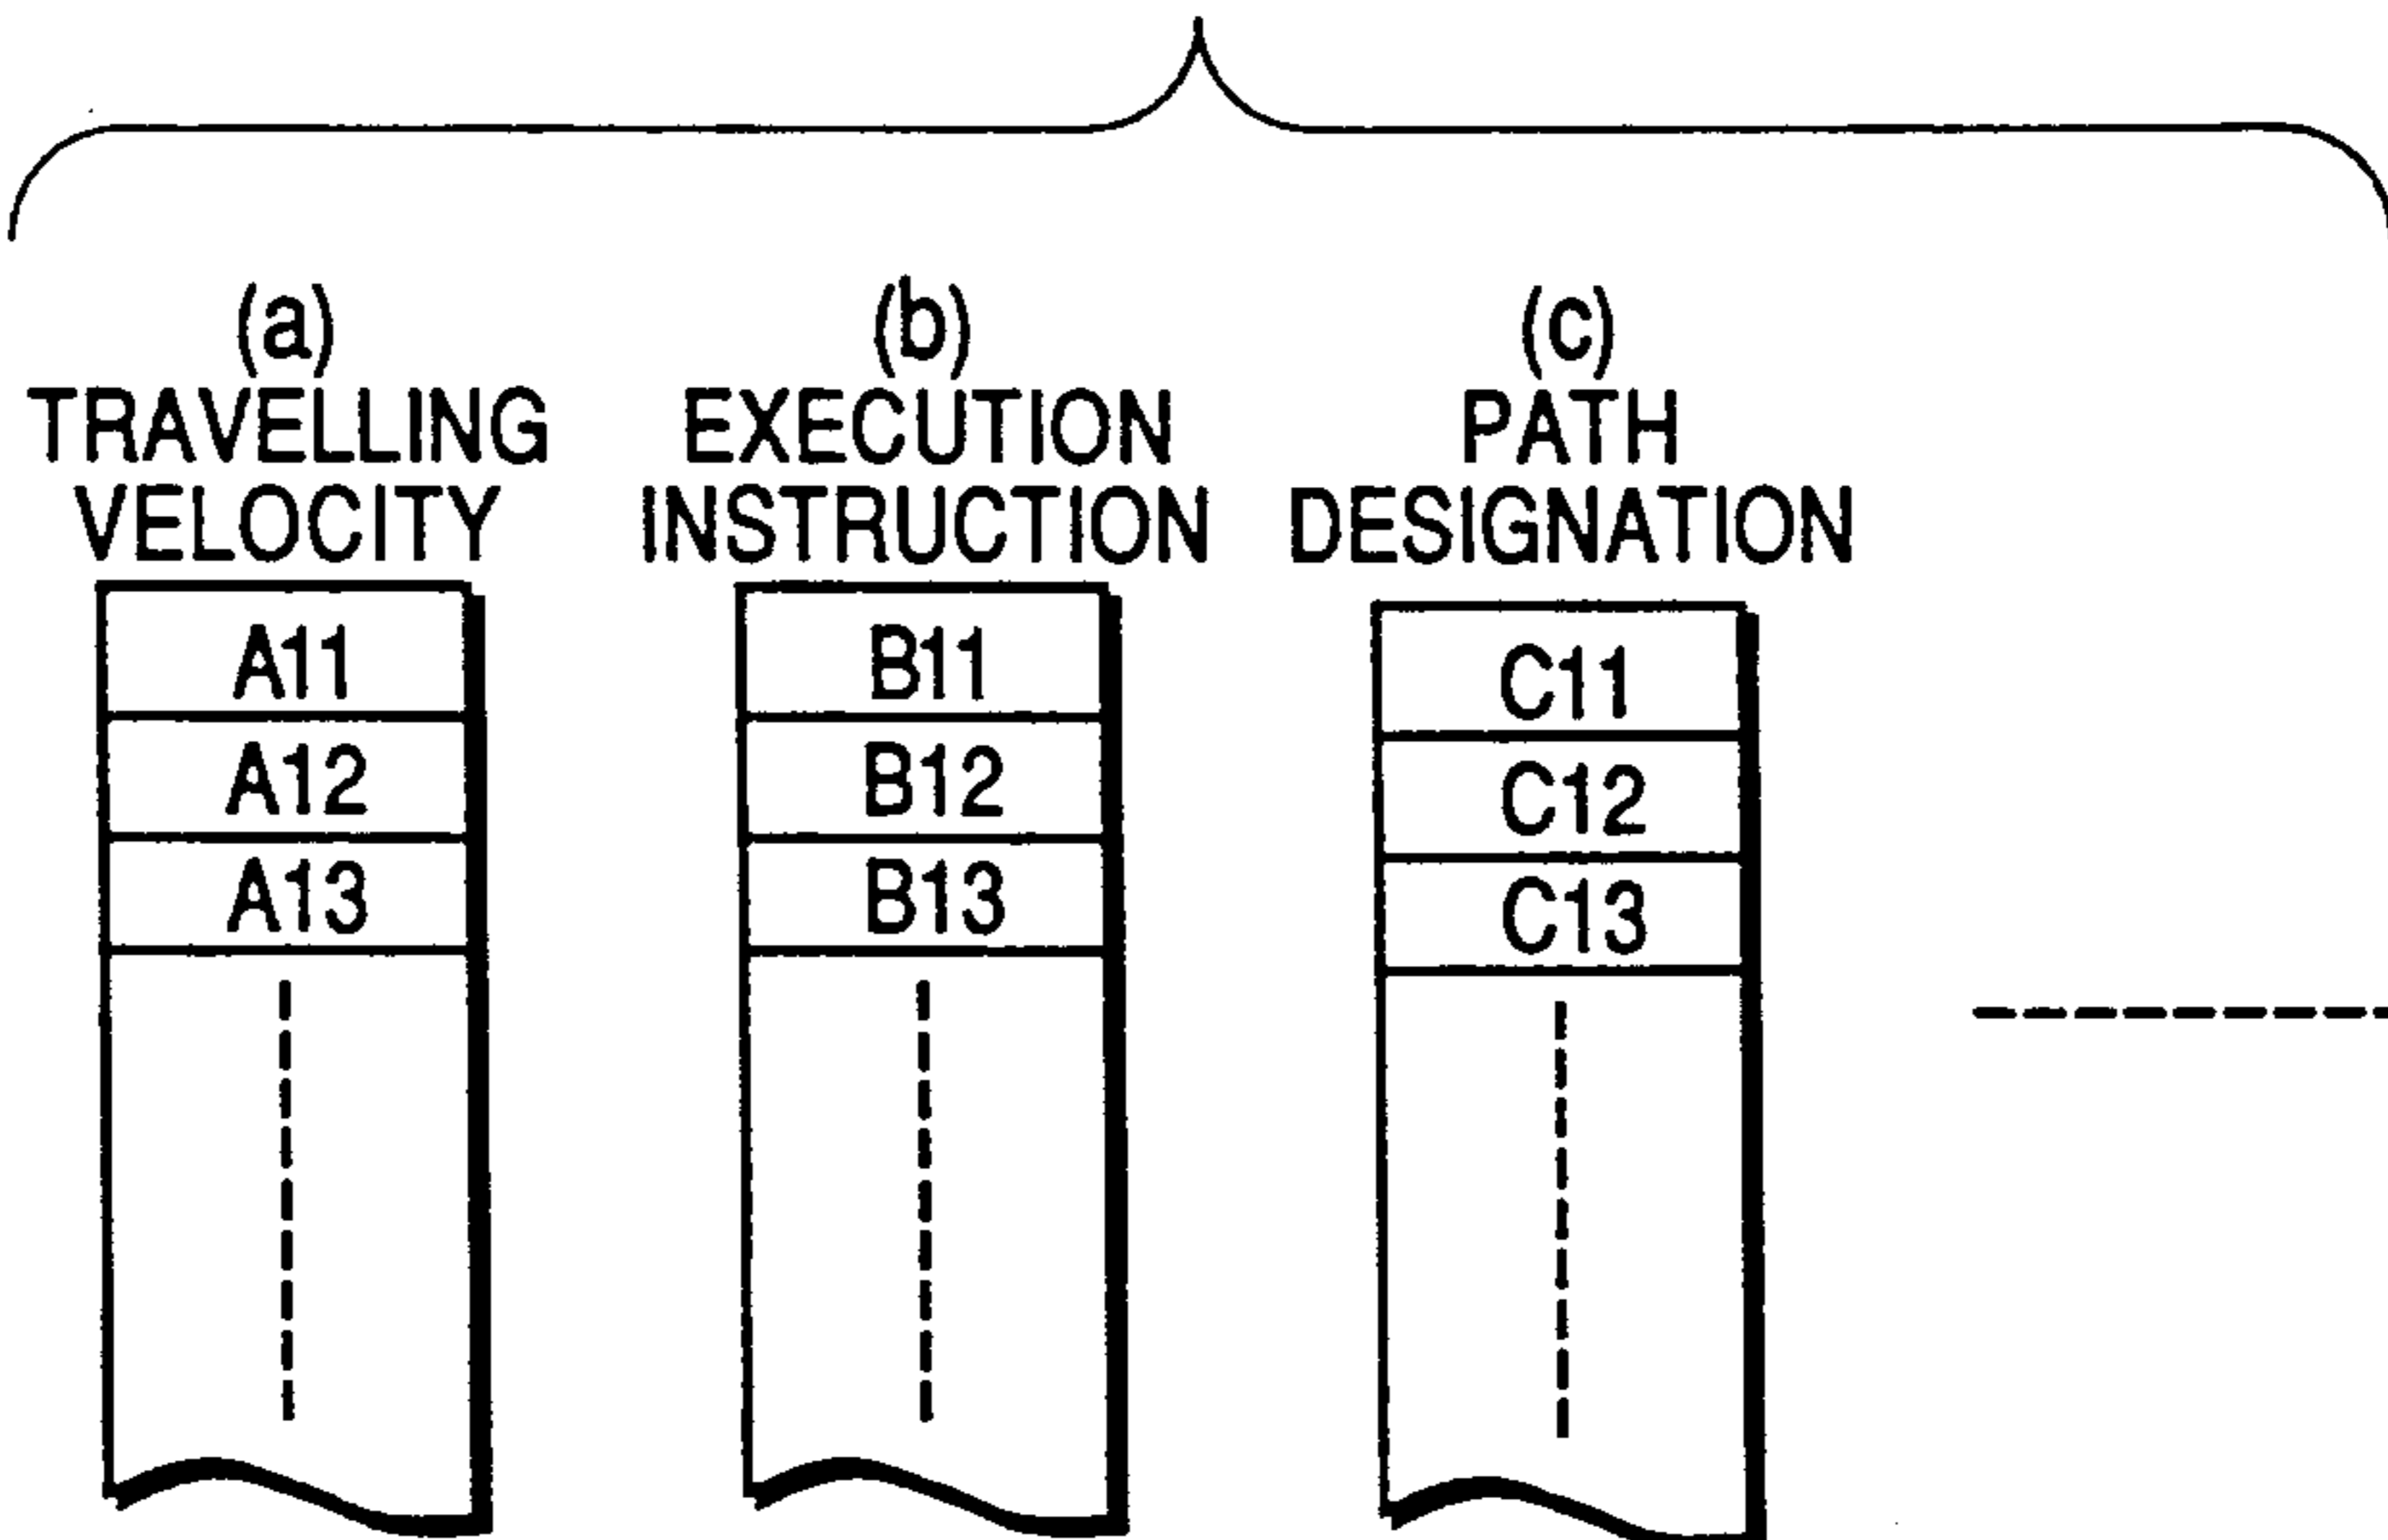 (a)
TRAVELLING
VELOCITY
A11
A12
A13
(b)
EXECUTION
INSTRUCTION
B11
B12
B13
(c)
PATH
DESIGNATION
C11
C12
C13